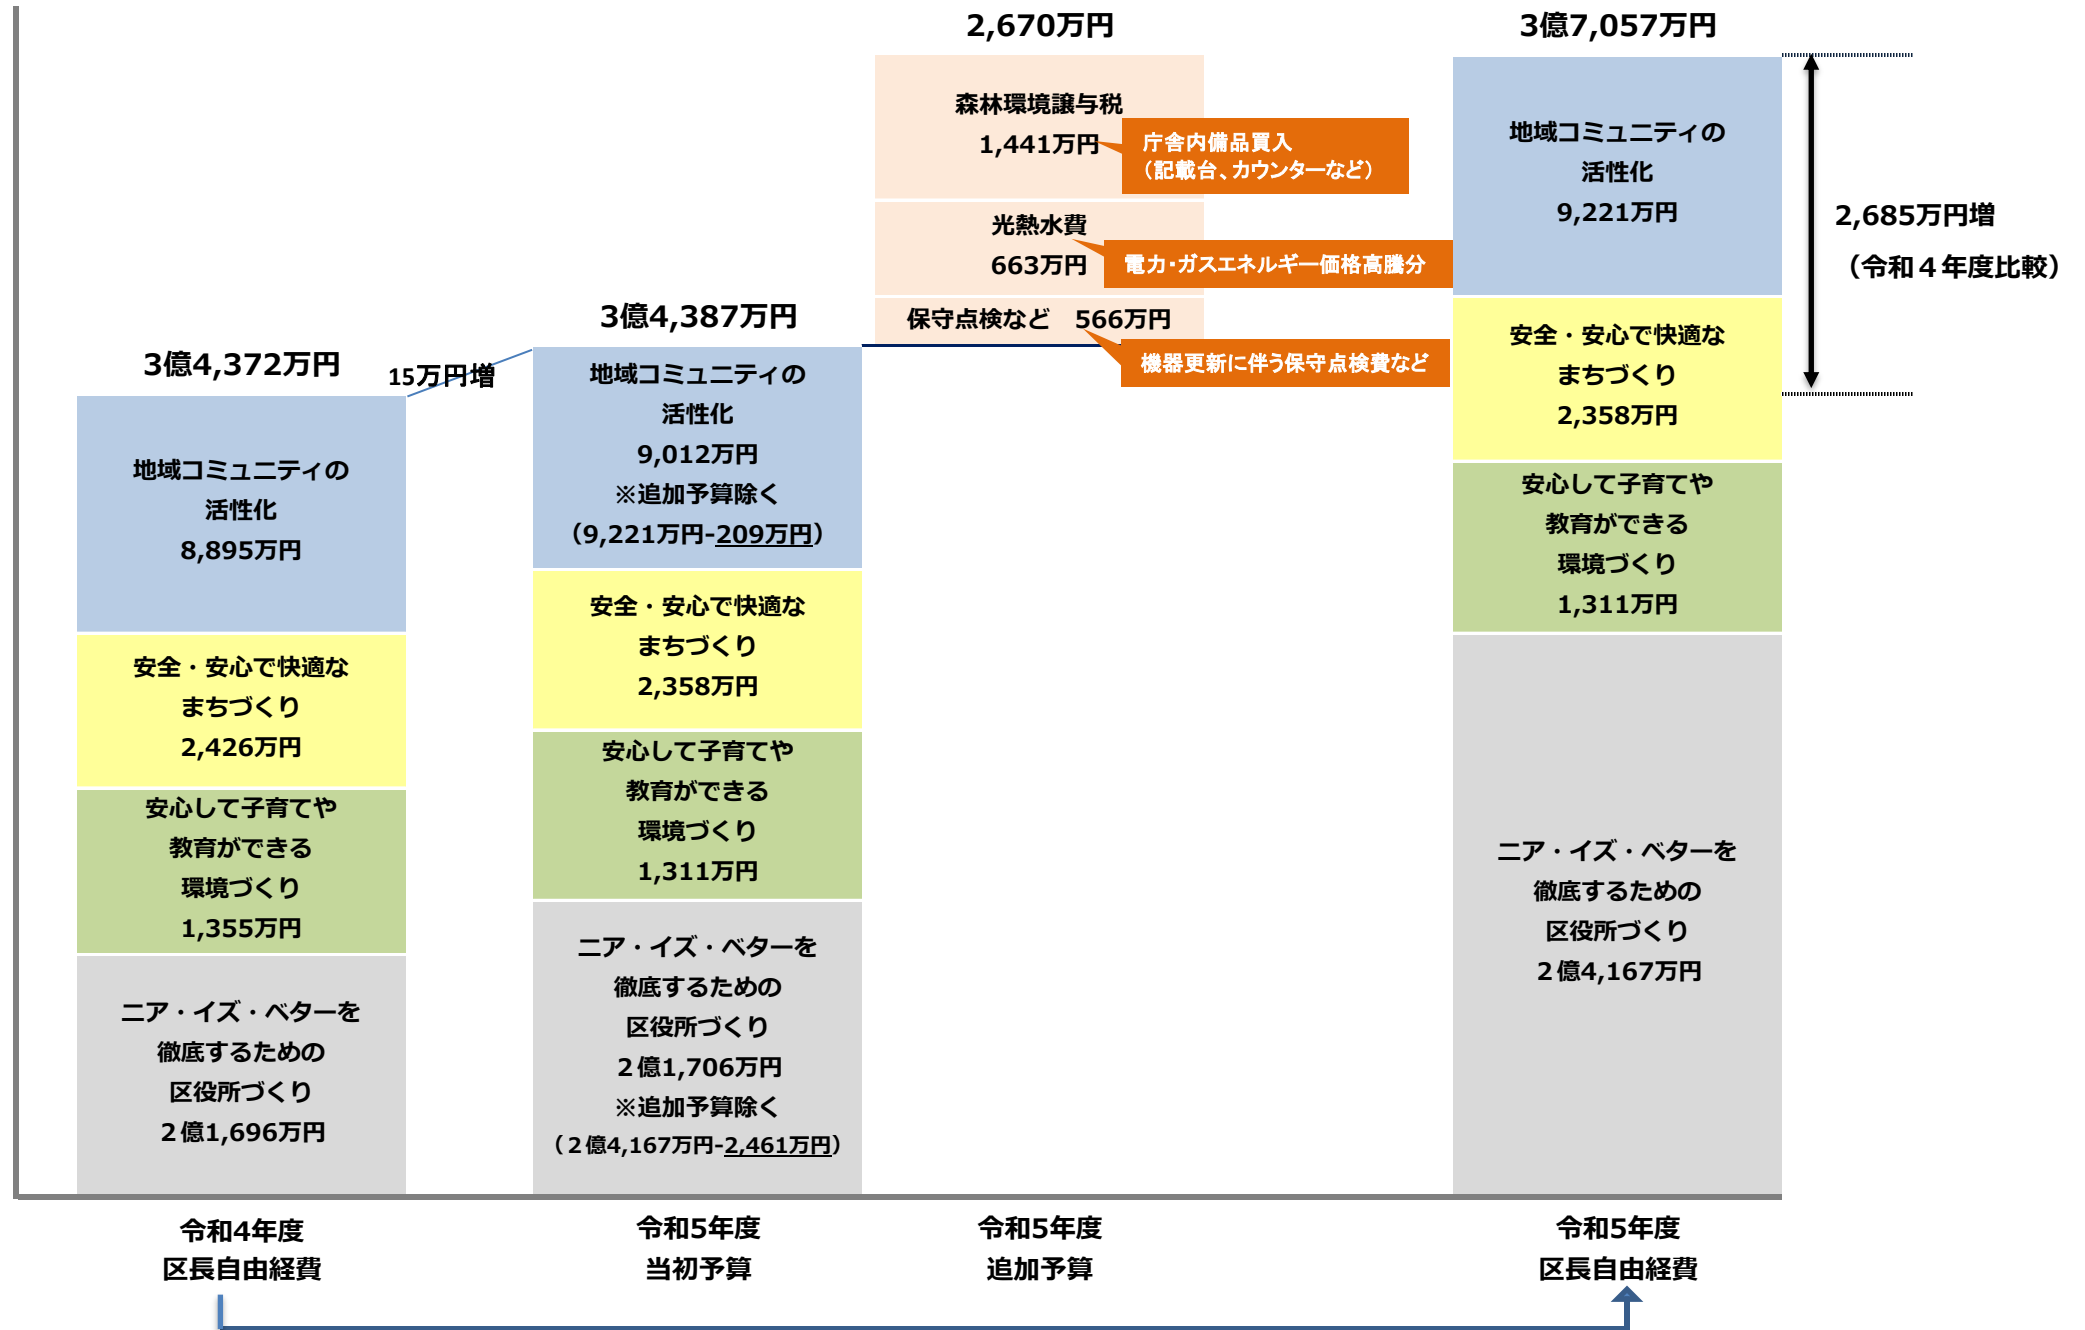 3億4,372万円
地域コミュニティの
活性化
8,895万円
安全・安心で快適な
まちづくり
2,426万円
安心して子育てや
教育ができる
環境づくり
1,355万円
ニア・イズ・ベターを
徹底するための
区役所づくり
２億1,696万円
令和4年度
区長自由経費
15万円増
3億4,387万円
地域コミュニティの
活性化
9,012万円
※追加予算除く
（9,221万円-209万円）
安全・安心で快適な
まちづくり
2,358万円
安心して子育てや
教育ができる
環境づくり
1,311万円
ニア・イズ・ベターを
徹底するための
区役所づくり
２億1,706万円
※追加予算除く
（２億4,167万円-2,461万円）
令和5年度
当初予算
2,670万円
森林環境譲与税
1,441万円
庁舎内備品買入
（記載台、カウンターなど）
光熱水費
663万円
電力・ガスエネルギー価格高騰分
保守点検など　566万円
機器更新に伴う保守点検費など
令和5年度
追加予算
3億7,057万円
地域コミュニティの
活性化
9,221万円
安全・安心で快適な
まちづくり
2,358万円
安心して子育てや
教育ができる
環境づくり
1,311万円
ニア・イズ・ベターを
徹底するための
区役所づくり
２億4,167万円
令和5年度
区長自由経費
2,685万円増
（令和４年度比較）